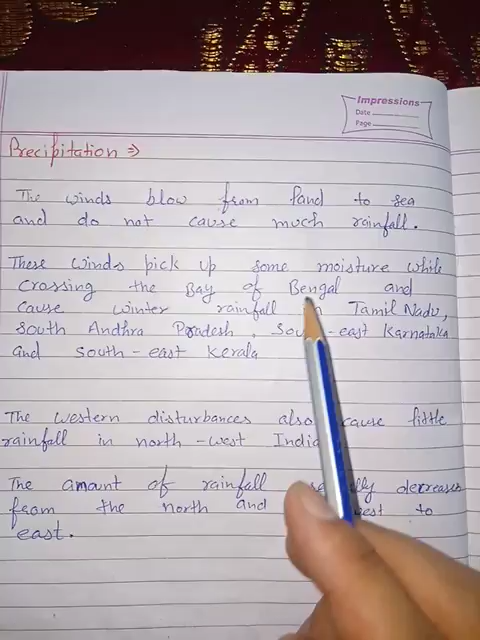 Impressions
Date
Page
Precipitation ⇒
The winds blow from land to sea
and do not cause much rainfall.
These winds pick up some moisture while
crossing the Bay of Bengal and
cause winter rainfall Tamil Nadu,
south Andhra Pradesh, -east Karnataka
and south-east Kerala
The western disturbances also cause little
rainfall in north-west India
The amount of rainfall decreases
from the north and to
east.